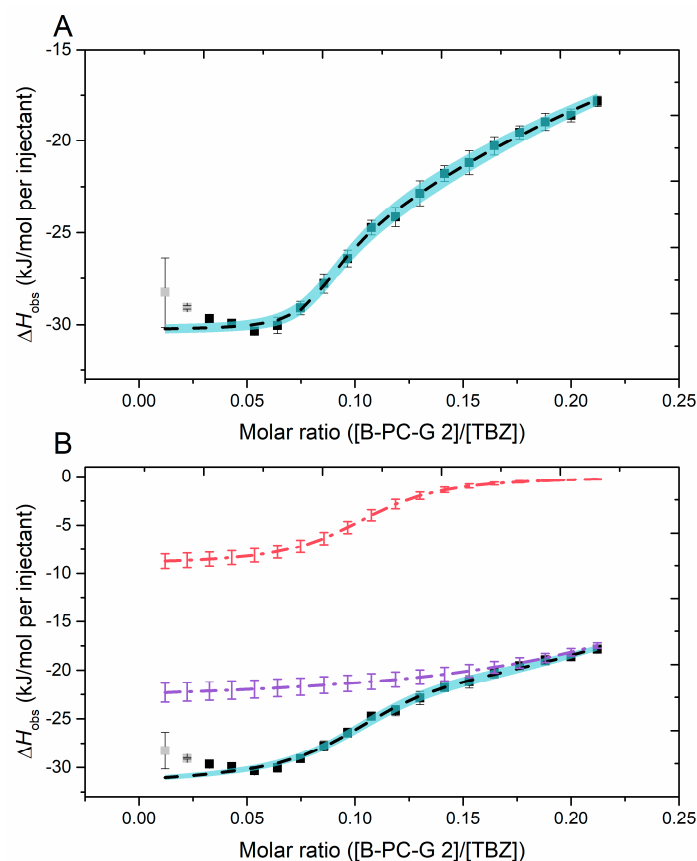 A
-15
-20
-25
-30
ΔHobs (kJ/mol per injectant)
0.00 0.05 0.10 0.15 0.20 0.25
Molar ratio ([B-PC-G 2]/[TBZ])
B
0
-5
-10
-15
-20
-25
-30
ΔHobs (kJ/mol per injectant)
0.00 0.05 0.10 0.15 0.20 0.25
Molar ratio ([B-PC-G 2]/[TBZ])